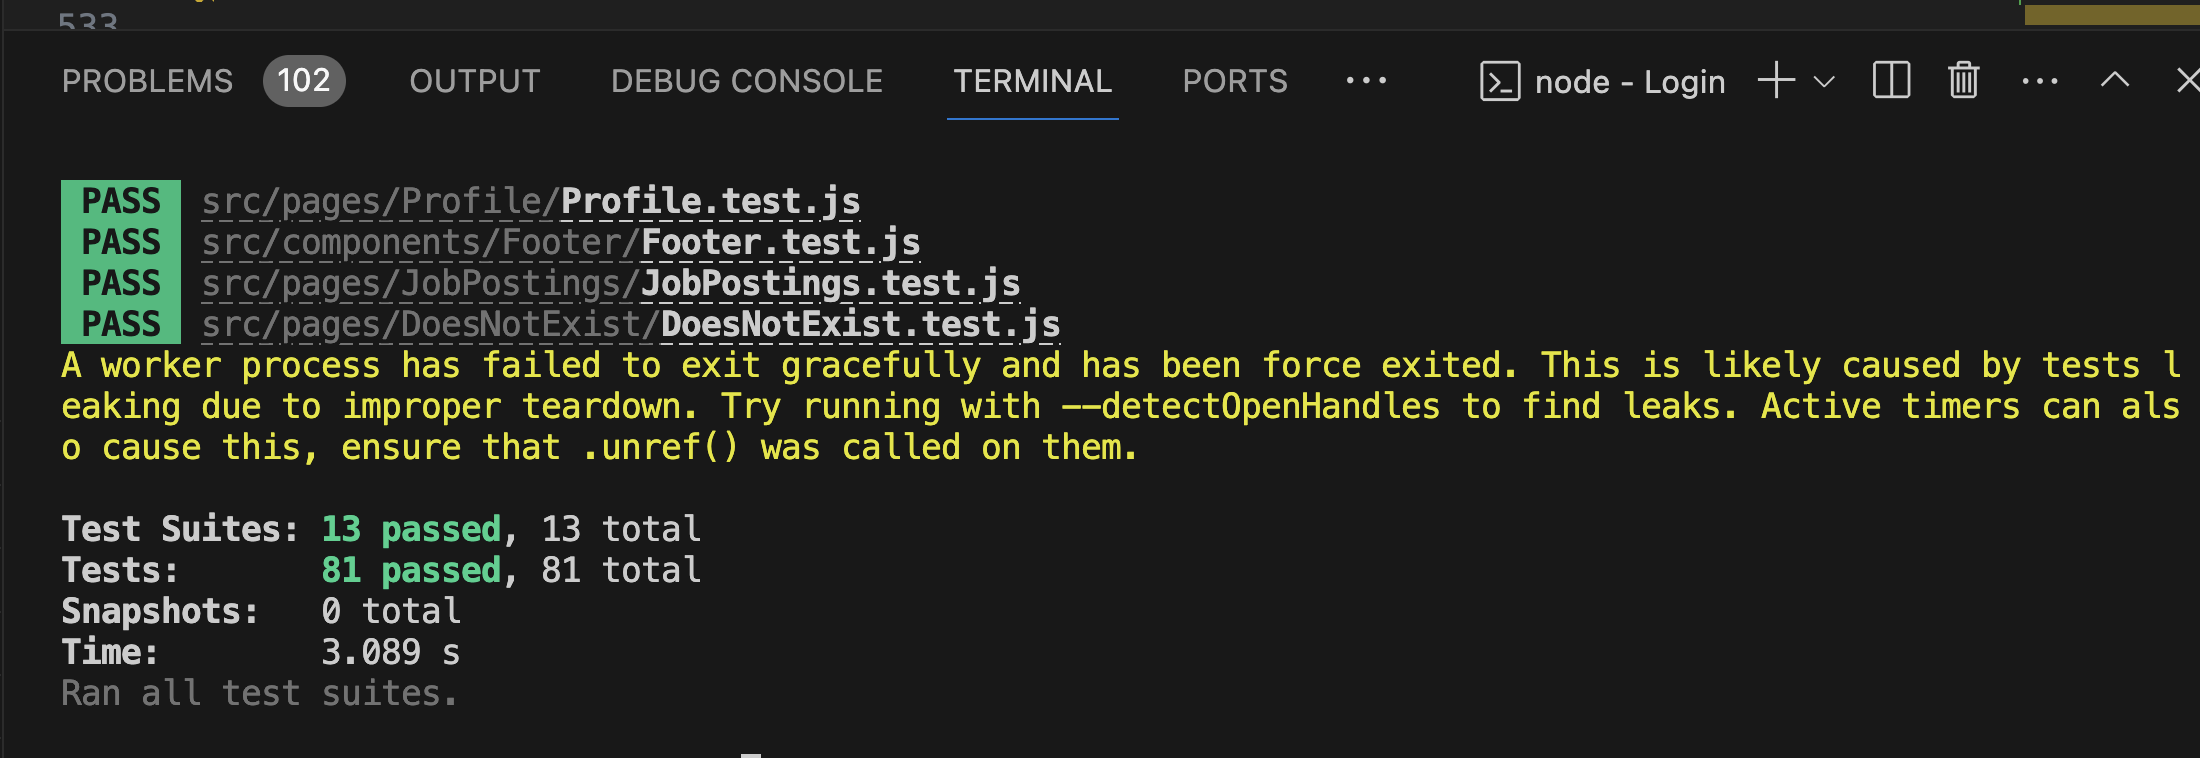 533
PROBLEMS 102 OUTPUT DEBUG CONSOLE TERMINAL PORTS ··· node - Login
PASS src/pages/Profile/Profile.test.js
PASS src/components/Footer/Footer.test.js
PASS src/pages/JobPostings/JobPostings.test.js
PASS src/pages/DoesNotExist/DoesNotExist.test.js
A worker process has failed to exit gracefully and has been force exited. This is likely caused by tests l
eaking due to improper teardown. Try running with --detectOpenHandles to find leaks. Active timers can als
o cause this, ensure that .unref() was called on them.
Test Suites: 13 passed, 13 total
Tests: 81 passed, 81 total
Snapshots: 0 total
Time: 3.089 s
Ran all test suites.